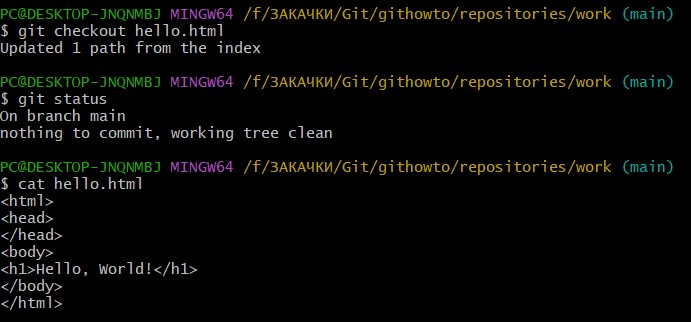 PC@DESKTOP-JNQNMBJ MINGW64 /f/ЗАКАЧКИ/Git/githowto/repositories/work (main)
$ git checkout hello.html
Updated 1 path from the index
PC@DESKTOP-JNQNMBJ MINGW64 /f/ЗАКАЧКИ/Git/githowto/repositories/work (main)
$ git status
On branch main
nothing to commit, working tree clean
PC@DESKTOP-JNQNMBJ MINGW64 /f/ЗАКАЧКИ/Git/githowto/repositories/work (main)
$ cat hello.html
<html>
<head>
</head>
<body>
<h1>Hello, World!</h1>
</body>
</html>